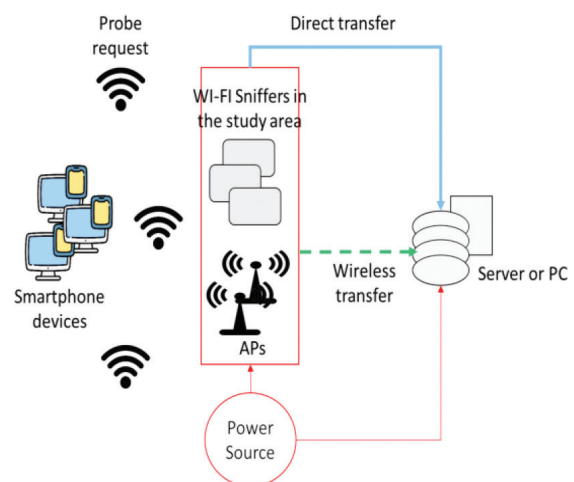 Probe
request
Direct transfer
WI-FI Sniffers in
the study area
Smartphone
devices
APs
Wireless
transfer
Server or PC
Power
Source